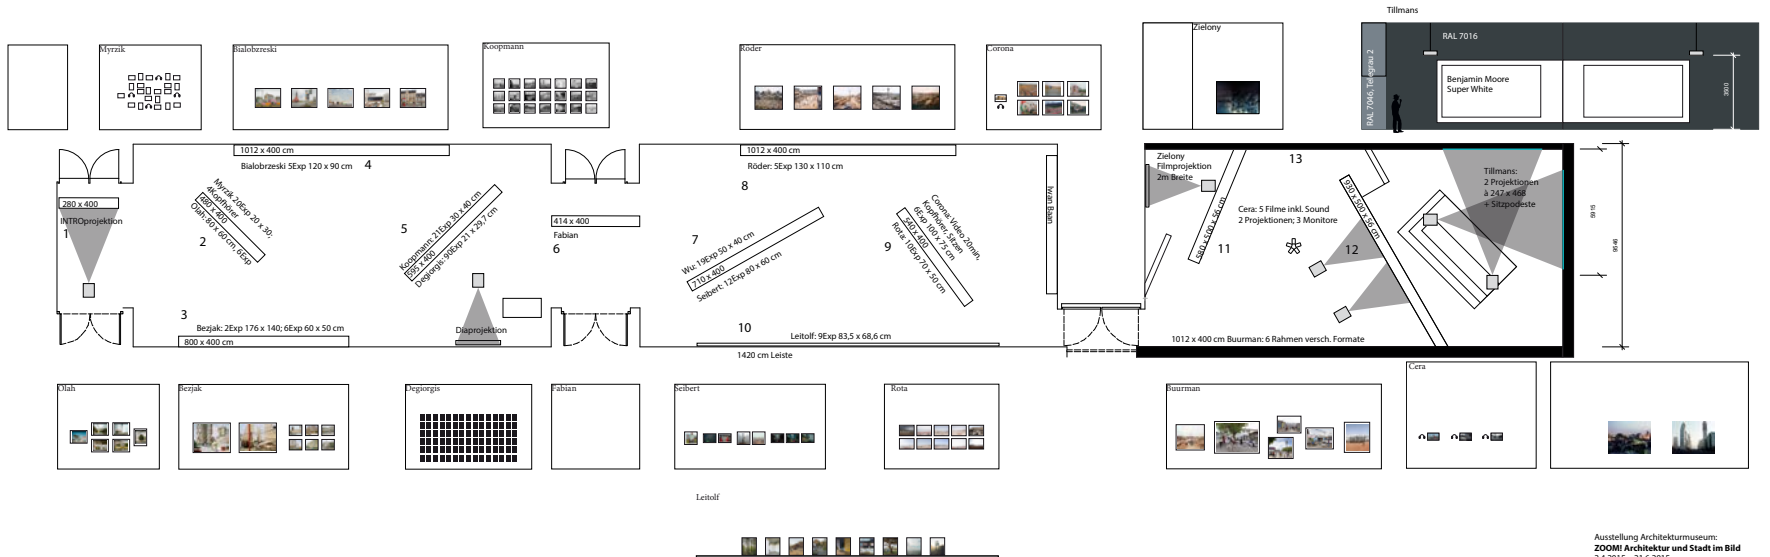 Tillmans
Myrzik
Bialobzreski
Koopmann
Röder
Corona
Zielony
RAL 7016
RAL 7046, Telegrau 2
Benjamin Moore
Super White
3500
1012 x 400 cm
Bialobrzeski 5Exp 120 x 90 cm
4
280 x 400
INTROprojektion
1
Myrzik 20Exp 20 x 30;
4Kopfhörer
480 x 400
Olah: 80 x 60 cm, 6Exp
2
3
Bezjak: 2Exp 176 x 140; 6Exp 60 x 50 cm
800 x 400 cm
5
Koopmann: 21Exp 30 x 40 cm
595 x 400
Degiorgis: 90Exp 21 x 29,7 cm
Diaprojektion
414 x 400
Fabian
6
1012 x 400 cm
Röder: 5Exp 130 x 110 cm
8
7
Wu: 19Exp 50 x 40 cm
710 x 400
Seibert: 12Exp 80 x 60 cm
9
Corona: Video 20min,
Kopfhörer, Sitzen
6Exp 100 x 75 cm
540 x 400
Rota: 10Exp 70 x 50 cm
10
Leitolf: 9Exp 83,5 x 68,6 cm
1420 cm Leiste
Iwan Baan
Zielony
Filmprojektion
2m Breite
580 x 500 x 56 cm
11
13
Cera: 5 Filme inkl. Sound
2 Projektionen; 3 Monitore
12
930 x 500 x 56 cm
Tillmans:
2 Projektionen
à 247 x 468
+ Sitzpodeste
5915
9646
1012 x 400 cm Buurman: 6 Rahmen versch. Formate
Olah
Bezjak
Degiorgis
Fabian
Seibert
Rota
Buurman
Cera
Leitolf
Ausstellung Architekturmuseum:
ZOOM! Architektur und Stadt im Bild